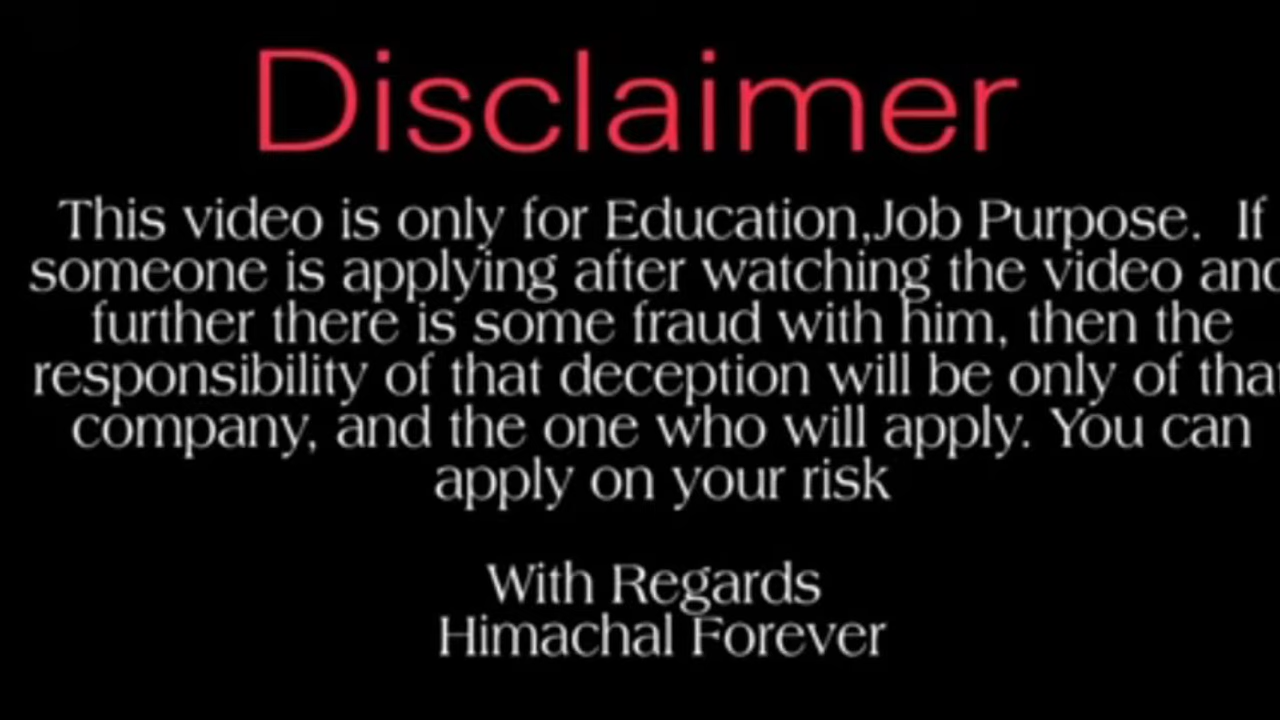 Disclaimer
This video is only for Education,Job Purpose. If
someone is applying after watching the video and
further there is some fraud with him, then the
responsibility of that deception will be only of that
company, and the one who will apply. You can
apply on your risk
With Regards
Himachal Forever